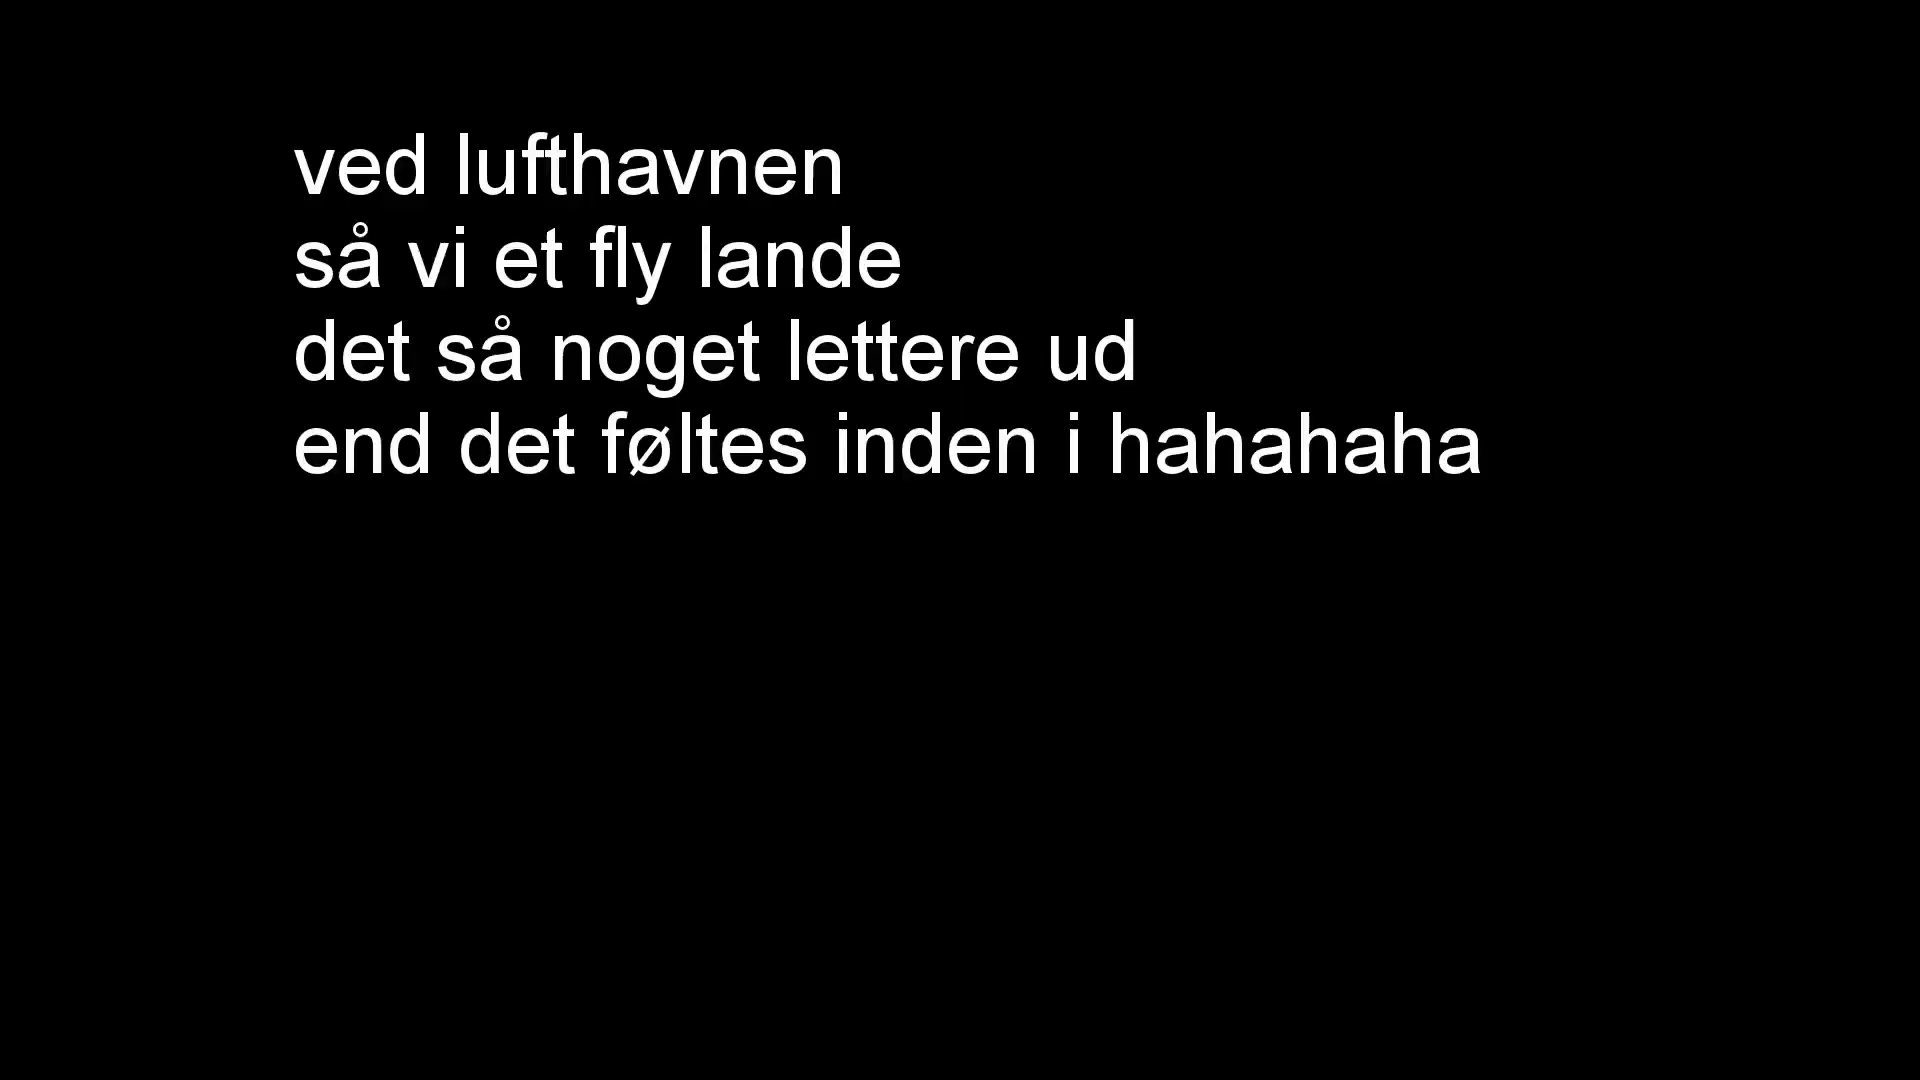 ved lufthavnen
så vi et fly lande
det så noget lettere ud
end det føltes inden i hahahaha